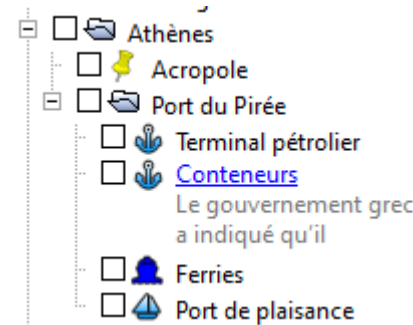 Athènes
Acropole
Port du Pirée
Terminal pétrolier
Conteneurs
Le gouvernement grec
a indiqué qu'il
Ferries
Port de plaisance